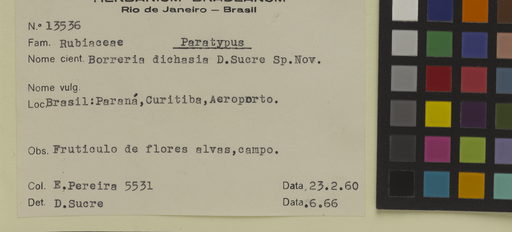 HERBARIUM BRADEANUM
Rio de Janeiro — Brasil
N.º 13536
Fam. Rubiaceae Paratypus
Nome cient. Borreria dichasia D.Sucre Sp.Nov.
Nome vulg.
Loc Brasil:Paraná,Curitiba,Aeroporto.
Obs. Fruticulo de flores alvas,campo.
Col. E.Pereira 5531 Data, 23.2.60
Det. D.Sucre Data.6.66